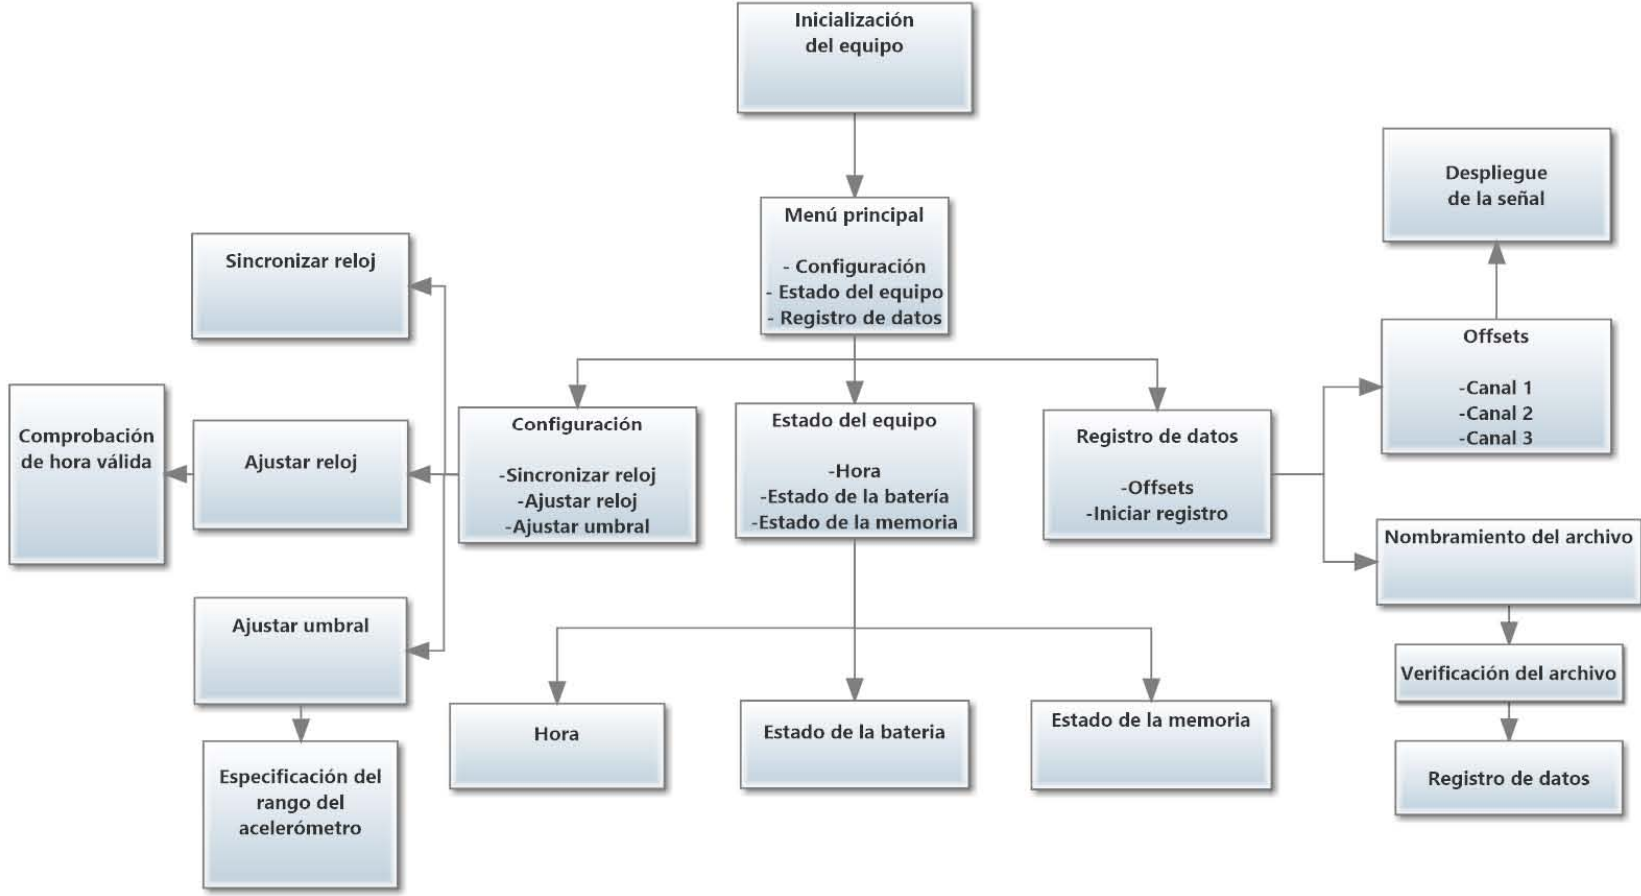 Inicialización
del equipo
Menú principal
- Configuración
- Estado del equipo
- Registro de datos
Despliegue
de la señal
Sincronizar reloj
Offsets
-Canal 1
-Canal 2
-Canal 3
Comprobación
de hora válida
Ajustar reloj
Configuración
-Sincronizar reloj
-Ajustar reloj
-Ajustar umbral
Estado del equipo
-Hora
-Estado de la batería
-Estado de la memoria
Registro de datos
-Offsets
-Iniciar registro
Nombramiento del archivo
Ajustar umbral
Verificación del archivo
Hora
Estado de la bateria
Estado de la memoria
Registro de datos
Especificación del
rango del
acelerómetro